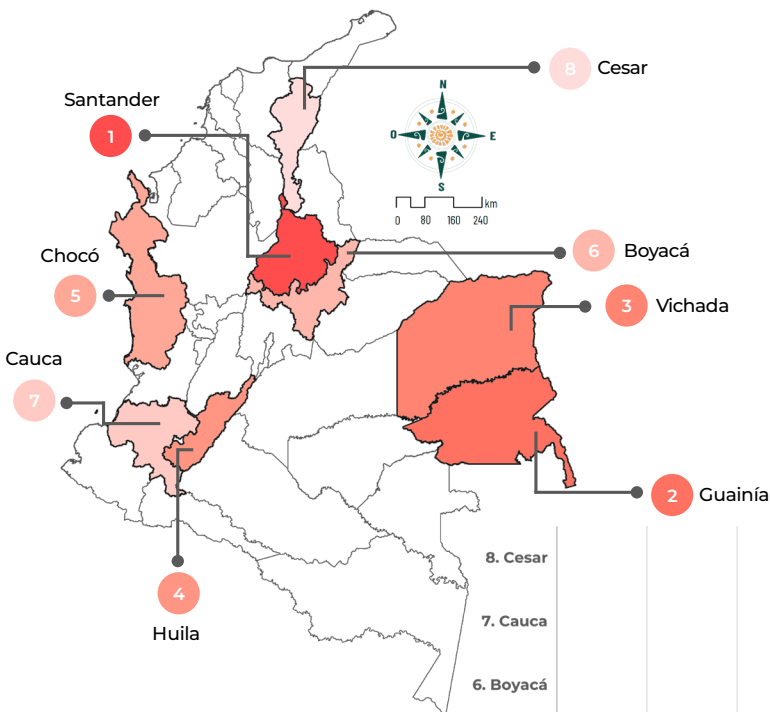 8 Cesar
Santander
1
N
O E
S
km
0 80 160 240
6 Boyacá
Chocó
5
3 Vichada
Cauca
7
2 Guainía
4
Huila
8. Cesar
7. Cauca
6. Boyacá